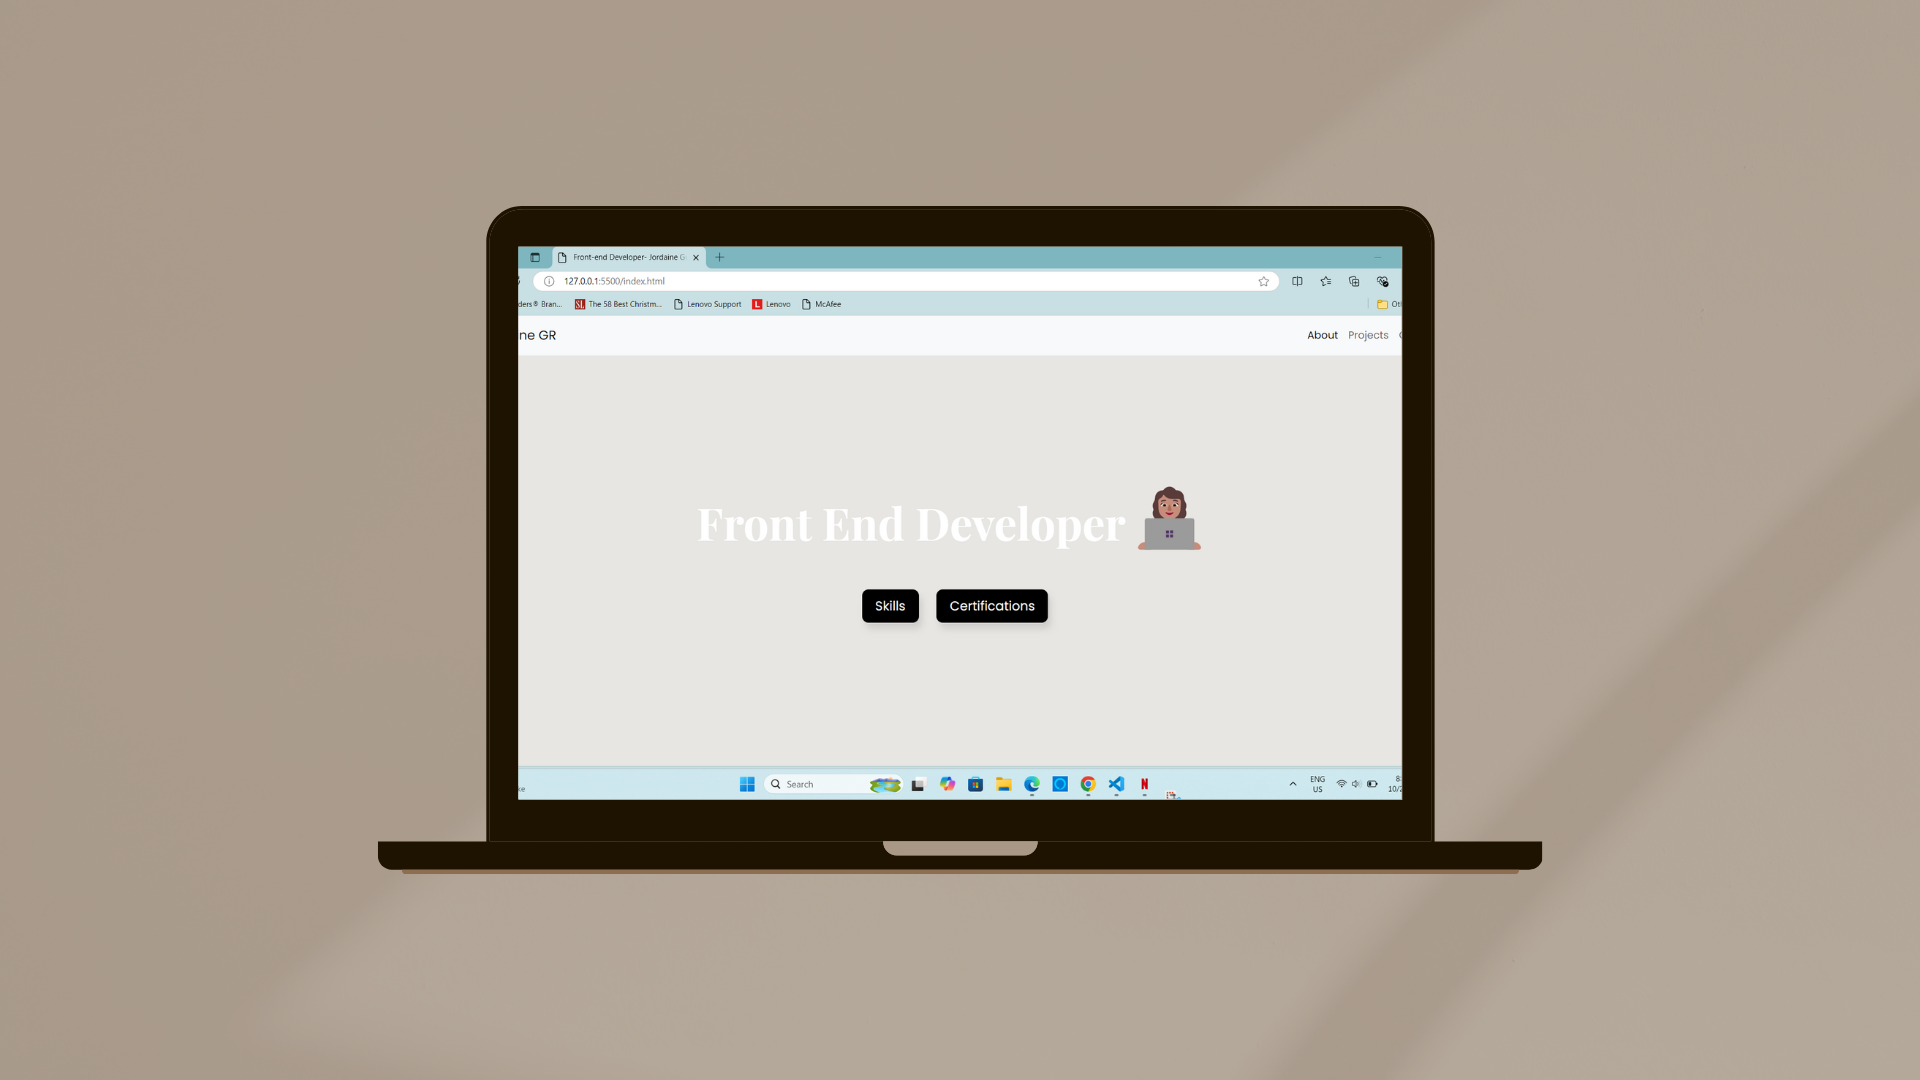 Front-end Developer- Jordaine G
127.0.0.1:5500/index.html
ders® Bran... The 58 Best Christm... Lenovo Support L Lenovo McAfee Ot
ne GR About Projects
Front End Developer
Skills Certifications
Search ENG
US
10/2